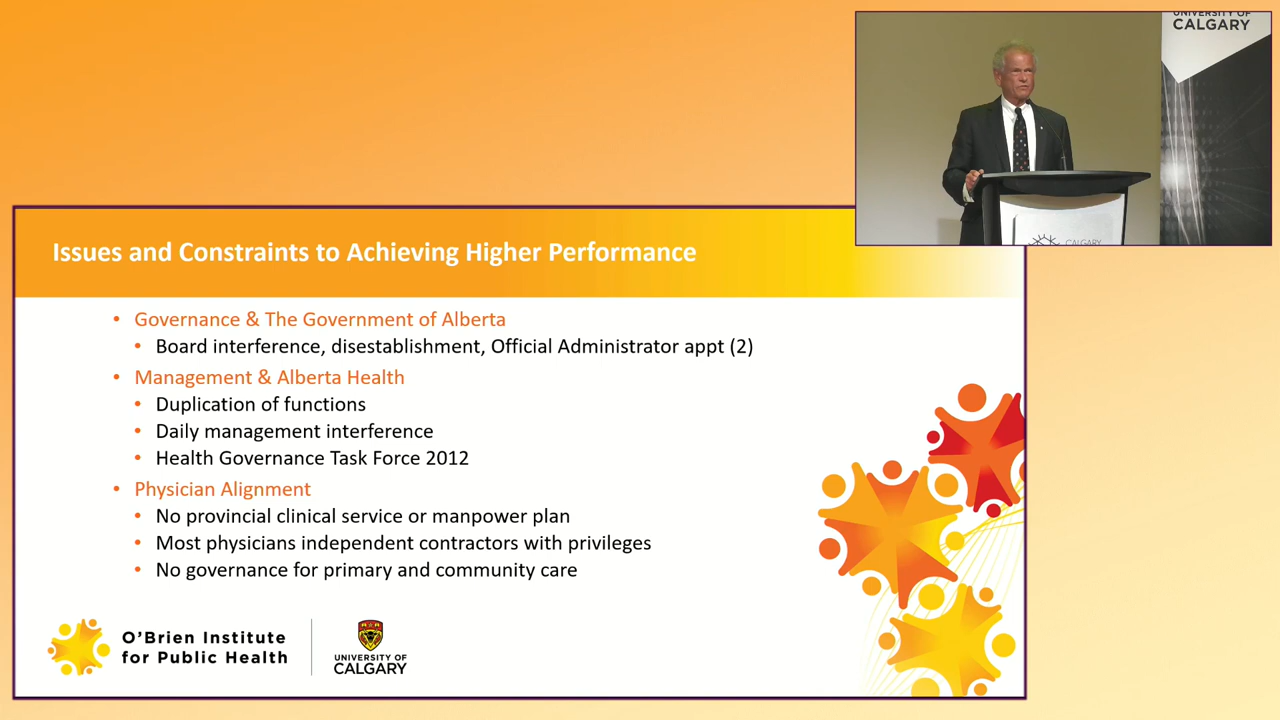 UNIVERSITY OF
CALGARY
CALGARY
Issues and Constraints to Achieving Higher Performance
• Governance & The Government of Alberta
• Board interference, disestablishment, Official Administrator appt (2)
• Management & Alberta Health
• Duplication of functions
• Daily management interference
• Health Governance Task Force 2012
• Physician Alignment
• No provincial clinical service or manpower plan
• Most physicians independent contractors with privileges
• No governance for primary and community care
O'Brien Institute
for Public Health
UNIVERSITY OF
CALGARY